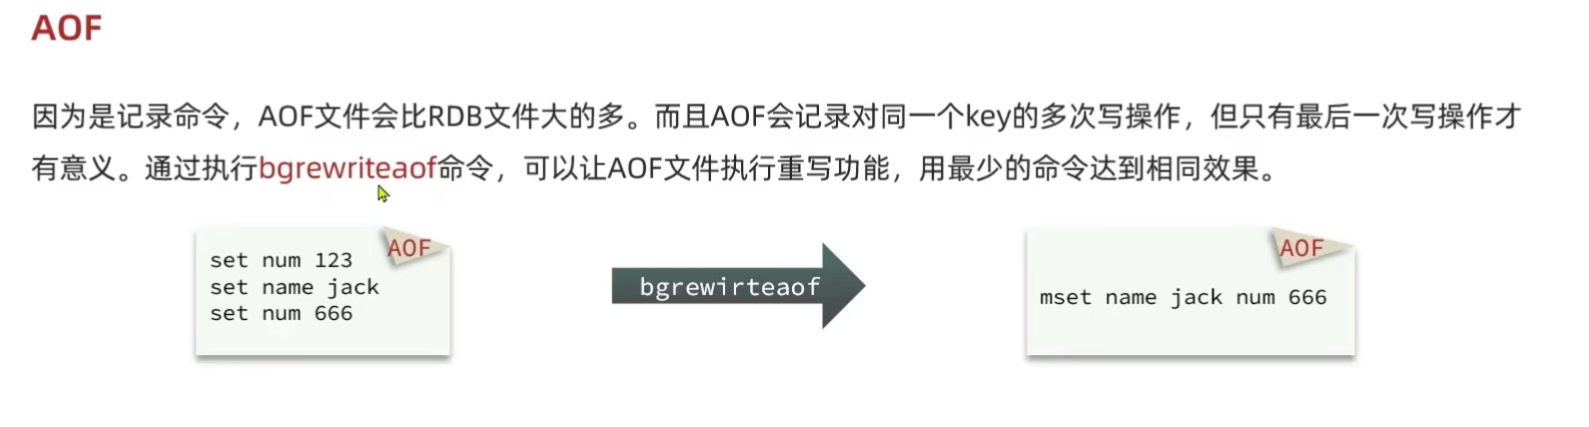 AOF
因为是记录命令，AOF文件会比RDB文件大的多。而且AOF会记录对同一个key的多次写操作，但只有最后一次写操作才
有意义。通过执行bgrewriteaof命令，可以让AOF文件执行重写功能，用最少的命令达到相同效果。
AOF
set num 123
set name jack
set num 666
bgrewirteaof
AOF
mset name jack num 666